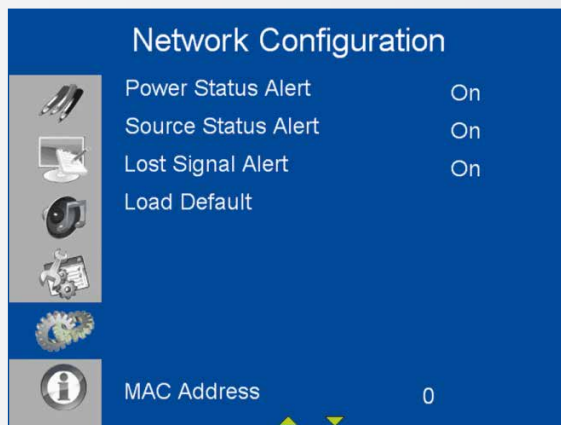 Network Configuration
Power Status Alert On
Source Status Alert On
Lost Signal Alert On
Load Default
MAC Address 0